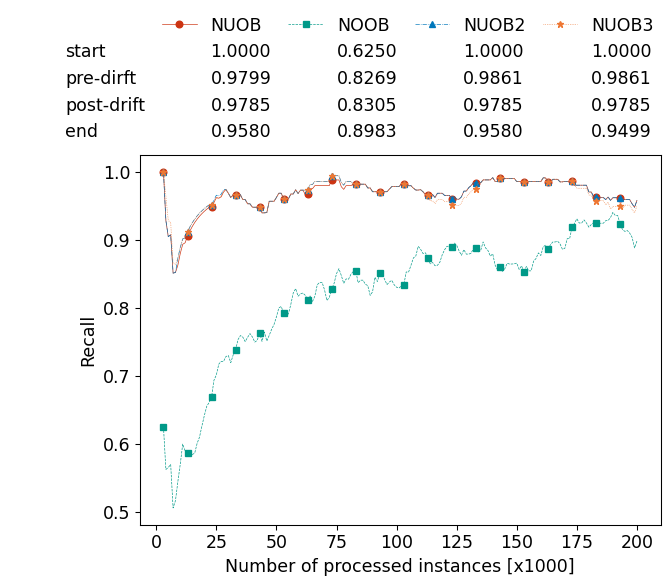 NUOB NOOB NUOB2 NUOB3
start 1.0000 0.6250 1.0000 1.0000
pre-dirft 0.9799 0.8269 0.9861 0.9861
post-drift 0.9785 0.8305 0.9785 0.9785
end 0.9580 0.8983 0.9580 0.9499
1.0
0.9
0.8
0.7
0.6
0.5
Recall
0 25 50 75 100 125 150 175 200
Number of processed instances [x1000]